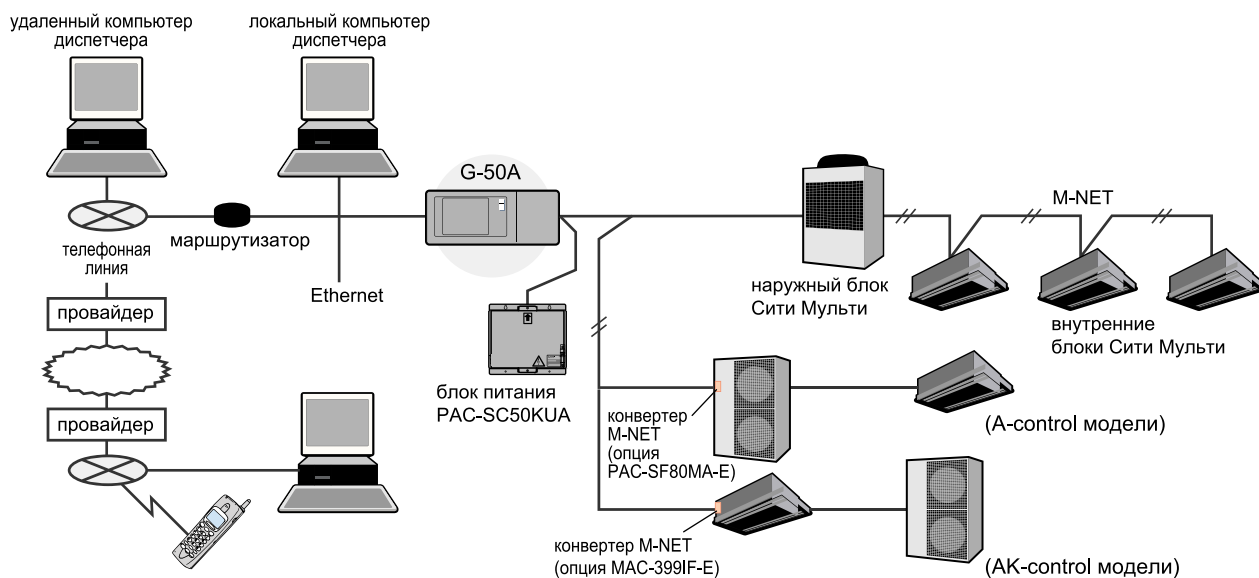 удаленный компьютер
диспетчера
локальный компьютер
диспетчера
G-50A
M-NET
маршрутизатор
телефонная
линия
Ethernet
наружный блок
Сити Мульти
провайдер
внутренние
блоки Сити Мульти
блок питания
PAC-SC50KUA
провайдер
конвертер
M-NET
(опция
PAC-SF80MA-E)
(A-control модели)
конвертер M-NET
(опция MAC-399IF-E)
(AK-control модели)